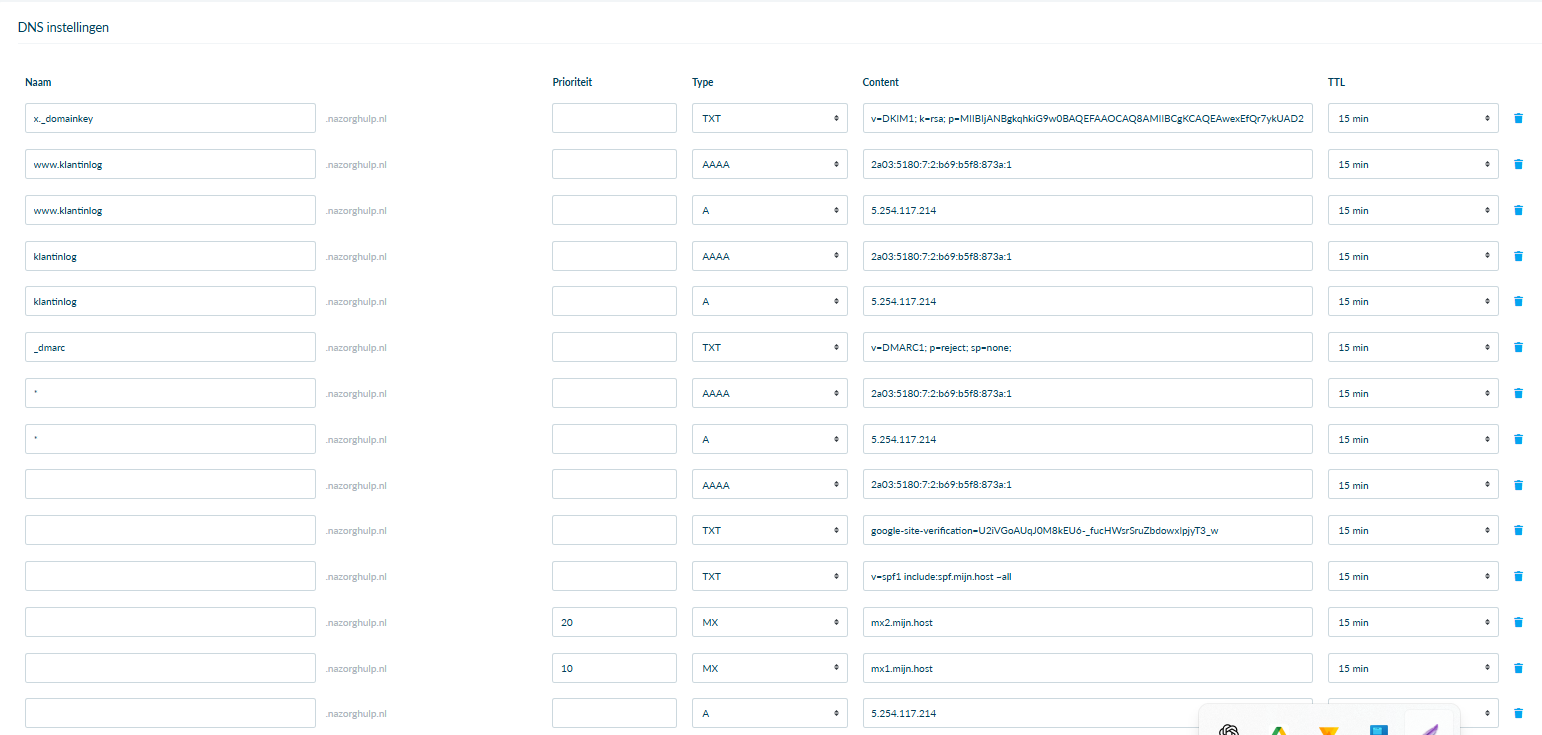 DNS instellingen
Naam Prioriteit Type Content TTL
x._domainkey .nazorghulp.nl TXT v=DKIM1; k=rsa; p=MIIBIjANBgkqhkiG9w0BAQEFAAOCAQ8AMIIBCgKCAQEAwexEfQr7ykUAD2 15 min
www.klantinlog .nazorghulp.nl AAAA 2a03:5180:7:2:b69:b5f8:873a:1 15 min
www.klantinlog .nazorghulp.nl A 5.254.117.214 15 min
klantinlog .nazorghulp.nl AAAA 2a03:5180:7:2:b69:b5f8:873a:1 15 min
klantinlog .nazorghulp.nl A 5.254.117.214 15 min
_dmarc .nazorghulp.nl TXT v=DMARC1; p=reject; sp=none; 15 min
* .nazorghulp.nl AAAA 2a03:5180:7:2:b69:b5f8:873a:1 15 min
* .nazorghulp.nl A 5.254.117.214 15 min
.nazorghulp.nl AAAA 2a03:5180:7:2:b69:b5f8:873a:1 15 min
.nazorghulp.nl TXT google-site-verification=U2iVGoAUqJ0M8kEU6-_fucHWsrSruZbdowxIpjyT3_w 15 min
.nazorghulp.nl TXT v=spf1 include:spf.mijn.host ~all 15 min
.nazorghulp.nl 20 MX mx2.mijn.host 15 min
.nazorghulp.nl 10 MX mx1.mijn.host 15 min
.nazorghulp.nl A 5.254.117.214